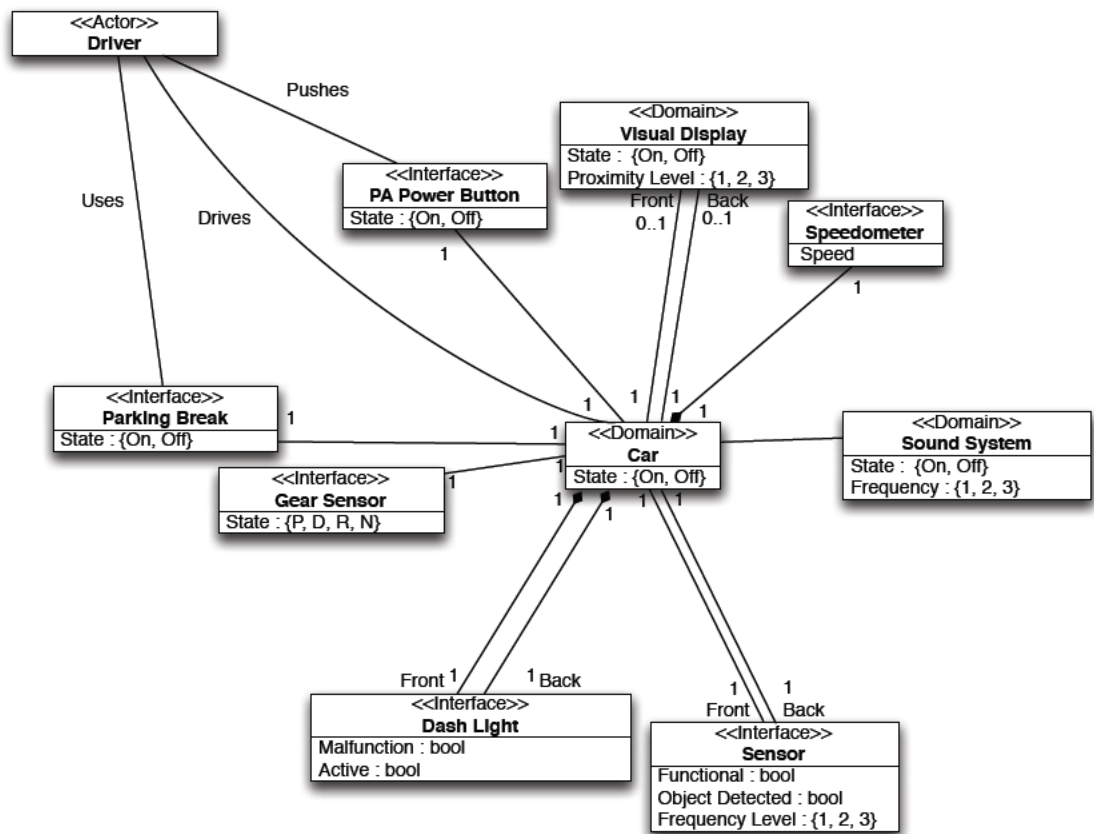 <<Actor>>
Driver
Pushes
Uses
Drives
<<Interface>>
PA Power Button
State : {On, Off}
1
<<Domain>>
Visual Display
State :  {On, Off}
Proximity Level : {1, 2, 3}
Front
Back
0..1
0..1
<<Interface>>
Speedometer
Speed
1
<<Interface>>
Parking Break
State : {On, Off}
1
1
1
1
1
1
1
1
<<Domain>>
Car
State : {On, Off}
<<Domain>>
Sound System
State :  {On, Off}
Frequency : {1, 2, 3}
<<Interface>>
Gear Sensor
State : {P, D, R, N}
1
1
1
1
1
Front
1
1
Back
<<Interface>>
Dash Light
Malfunction : bool
Active : bool
1
1
Front
Back
<<Interface>>
Sensor
Functional : bool
Object Detected : bool
Frequency Level : {1, 2, 3}